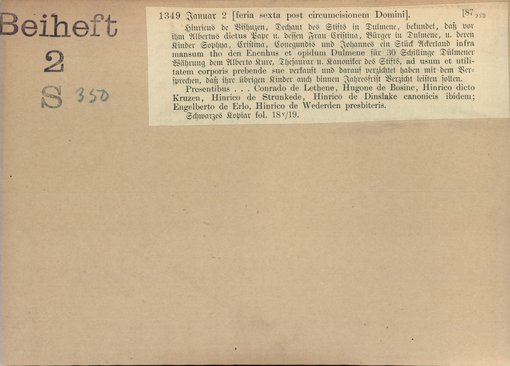 Beiheft
2
S 350
1349 Januar 2 [feria sexta post circumcisionem Domini]. [87 350
Hinricus de Vishuzen, Dechant des Stifts in Dulmene, bekundet, daß vor
ihm Albertus dictus Pape u. dessen Frau Cristina, Bürger in Dulmene, u. deren
Kinder Sophya, Cristina, Conegundis und Johannes ein Stück Ackerland infra
mansum tho den Enenhus et opidum Dulmene für 30 Schillinge Dülmener
Währung dem Alberto Kure, Thesaurar u. Kanoniker des Stifts, ad usum et utili-
tatem corporis prebende sue verkauft und darauf verzichtet haben mit dem Ver-
sprechen, daß ihre übrigen Kinder auch binnen Jahresfrist Verzicht leisten sollen.
Presentibus . . . Conrado de Lethene, Hugone de Bosine, Hinrico dicto
Kruzen, Hinrico de Strunkede, Hinrico de Dinslake canonicis ibidem;
Engelberto de Erlo, Hinrico de Wederden presbiteris.
Schwarzes Kopiar fol. 18v/19.